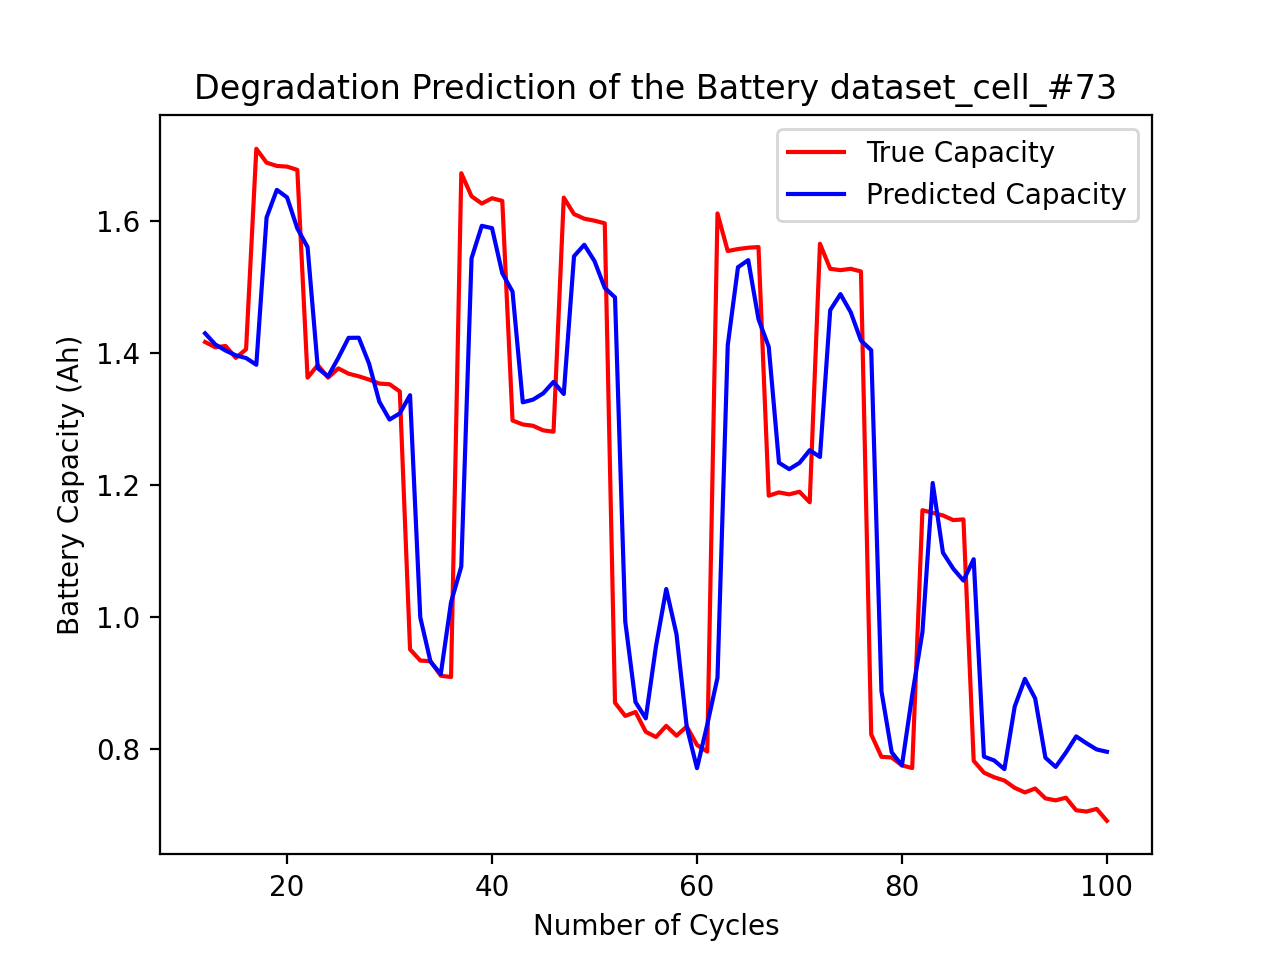 Degradation Prediction of the Battery dataset_cell_#73
True Capacity
Predicted Capacity
1.6
1.4
1.2
1.0
0.8
Battery Capacity (Ah)
20 40 60 80 100
Number of Cycles